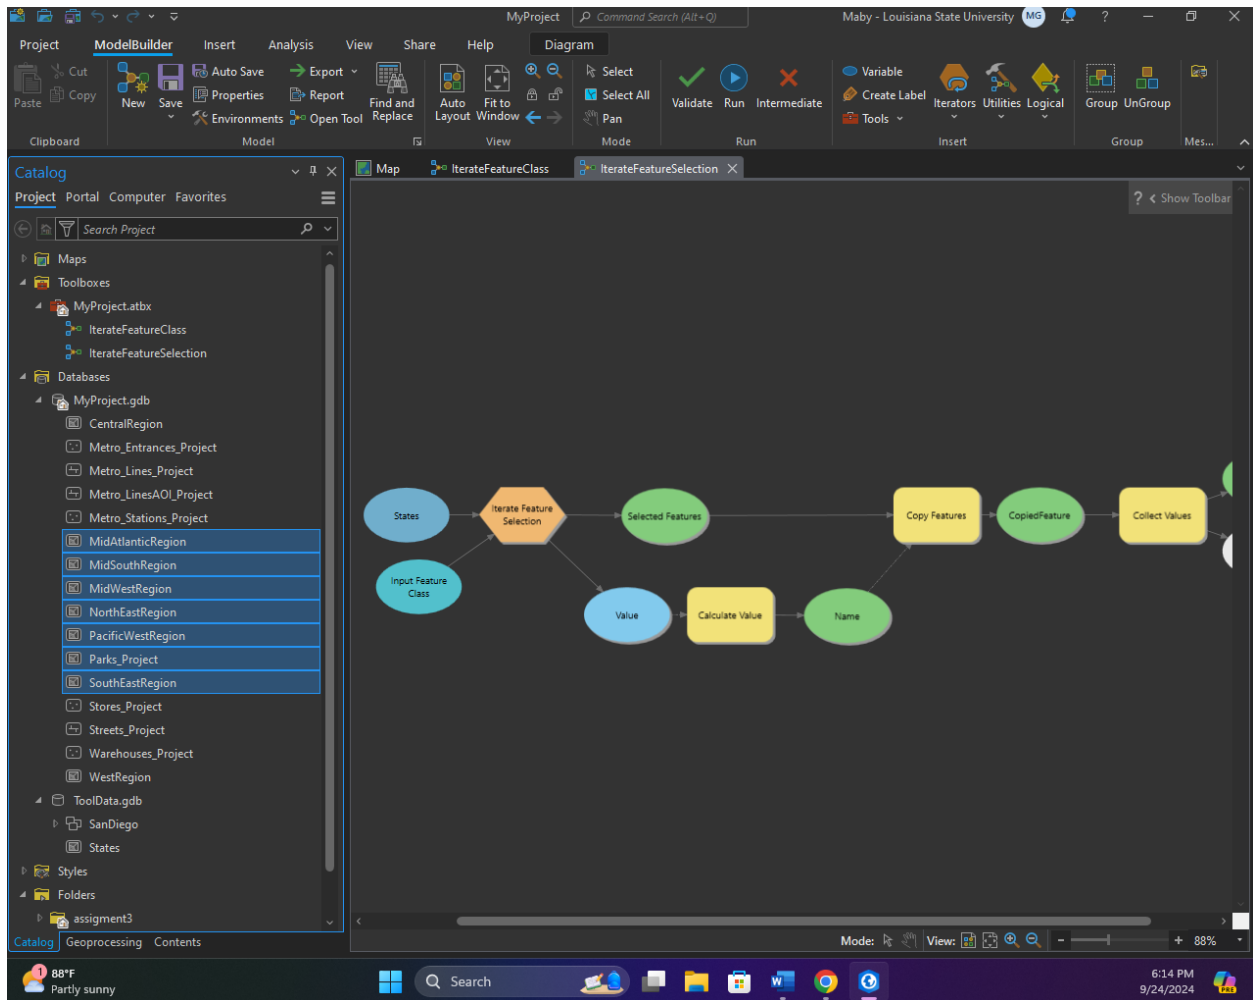 MyProject
Command Search (Alt+Q)
Maby - Louisiana State University
MG
?
Project
ModelBuilder
Insert
Analysis
View
Share
Help
Diagram
Paste
Cut
Copy
Clipboard
New
Save
Auto Save
Properties
Environments
Export
Report
Open Tool
Model
Find and
Replace
Auto
Layout
Fit to
Window
View
Select
Select All
Pan
Mode
Validate
Run
Intermediate
Run
Variable
Create Label
Tools
Iterators
Utilities
Logical
Insert
Group
UnGroup
Group
Mes...
Catalog
Project
Portal
Computer
Favorites
Search Project
Maps
Toolboxes
MyProject.atbx
IterateFeatureClass
IterateFeatureSelection
Databases
MyProject.gdb
CentralRegion
Metro_Entrances_Project
Metro_Lines_Project
Metro_LinesAOI_Project
Metro_Stations_Project
MidAtlanticRegion
MidSouthRegion
MidWestRegion
NorthEastRegion
PacificWestRegion
Parks_Project
SouthEastRegion
Stores_Project
Streets_Project
Warehouses_Project
WestRegion
ToolData.gdb
SanDiego
States
Styles
Folders
assigment3
Catalog
Geoprocessing
Contents
Map
IterateFeatureClass
IterateFeatureSelection
? Show Toolbar
States
Iterate Feature
Selection
Selected Features
Copy Features
CopiedFeature
Collect Values
Input Feature
Class
Value
Calculate Value
Name
Mode:
View:
88%
1
88°F
Partly sunny
Search
PRE
6:14 PM
9/24/2024